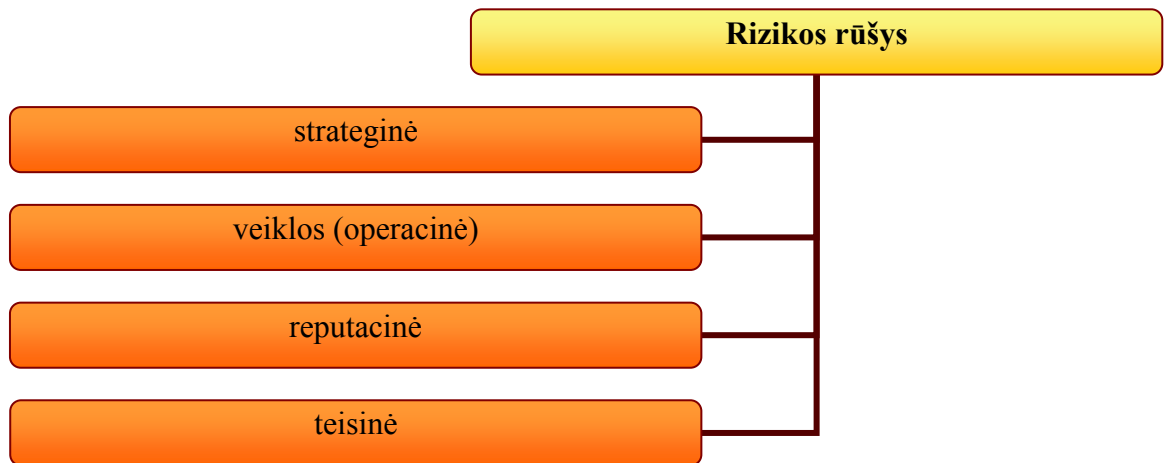 Rizikos rūšys
strateginė
veiklos (operacinė)
reputacinė
teisinė